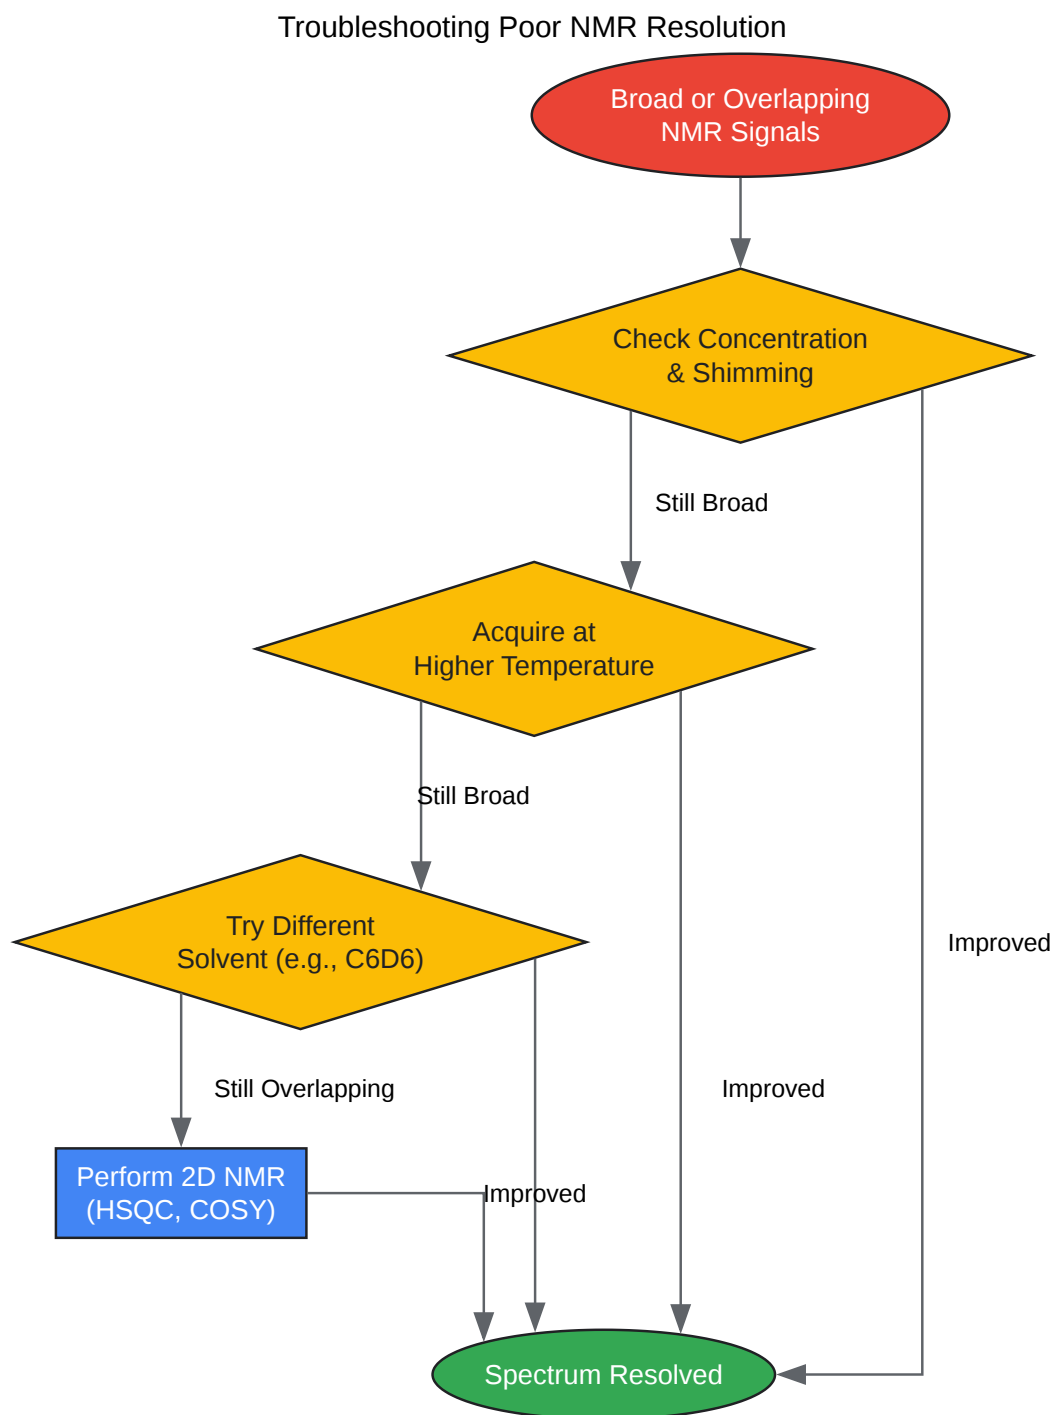 Troubleshooting Poor NMR Resolution
Broad or Overlapping
NMR Signals
Check Concentration
& Shimming
Still Broad
Acquire at
Higher Temperature
Still Broad
Try Different
Solvent (e.g., C6D6)
Improved
Still Overlapping
Improved
Perform 2D NMR
(HSQC, COSY)
Improved
Spectrum Resolved